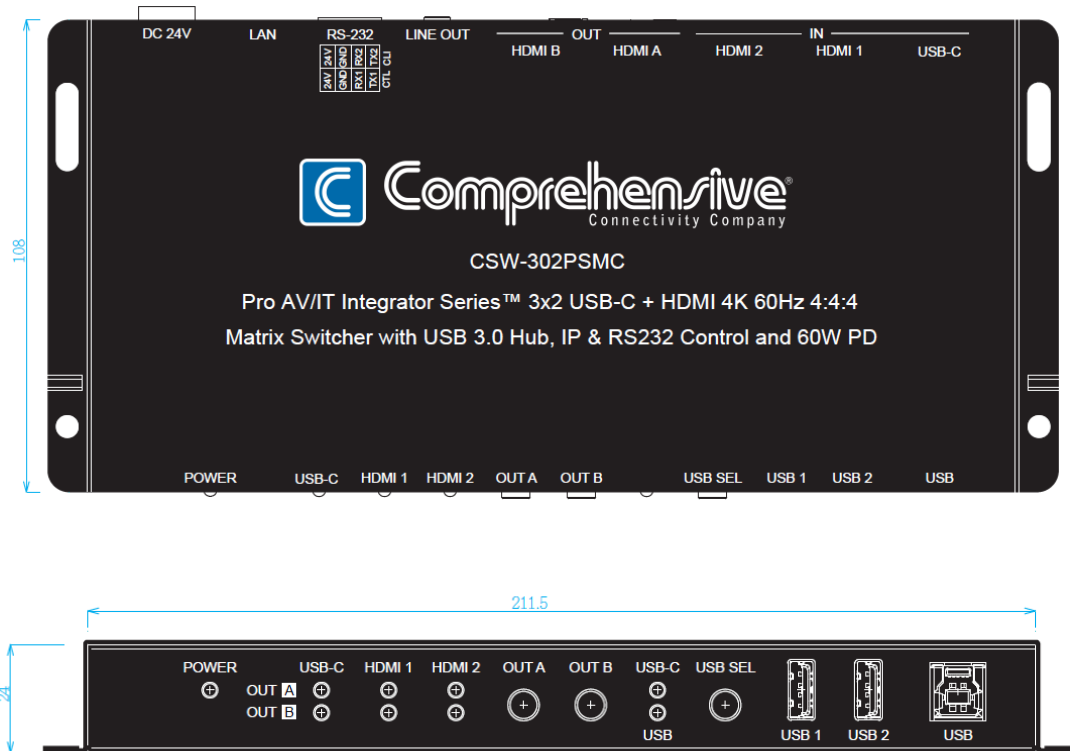 DC 24V LAN RS-232 LINE OUT OUT IN
HDMI B HDMI A HDMI 2 HDMI 1 USB-C
24V GND RX2 TX2 CLI
24V GND RX1 TX1 CTL
108
C Comprehensive®
Connectivity Company
CSW-302PSMC
Pro AV/IT Integrator Series™ 3x2 USB-C + HDMI 4K 60Hz 4:4:4
Matrix Switcher with USB 3.0 Hub, IP & RS232 Control and 60W PD
POWER USB-C HDMI 1 HDMI 2 OUT A OUT B USB SEL USB 1 USB 2 USB
211.5
POWER USB-C HDMI 1 HDMI 2 OUT A OUT B USB-C USB SEL
OUT A
OUT B
USB USB 1 USB 2 USB